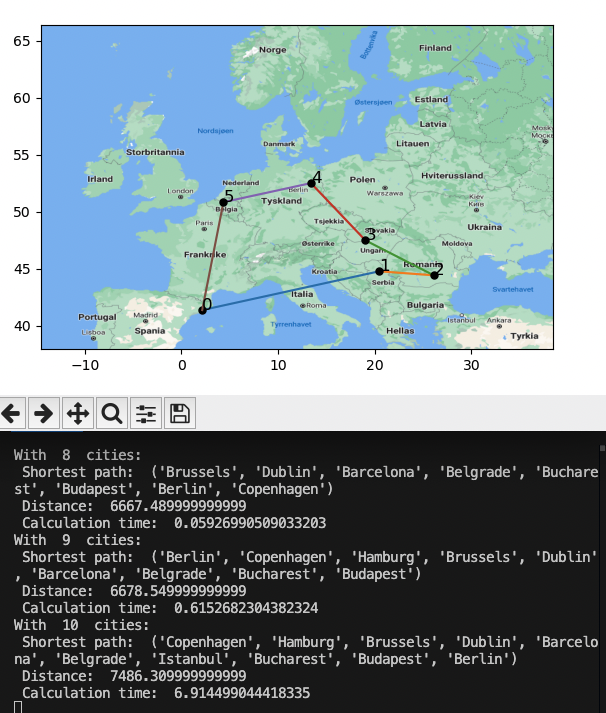 65
60
55
50
45
40
−10
0
10
20
30
Norge
Finland
Bottenvik
Estland
Østersjøen
Nordsjøen
Latvia
Danmark
Litauen
Storbritannia
Irland
Hviterussland
London
Nederland
4
Berlin
Polen
Warszawa
5
Belgia
Tyskland
Kiev
Київ
Paris
Tsjekkia
3
Slovakia
Ukraina
Frankrike
Østerrike
Ungarn
Moldova
1
Romania
2
Kroatia
Serbia
0
Italia
Svartehavet
Portugal
Madrid
Roma
Bulgaria
Lisboa
Spania
Tyrrenhavet
Hellas
Istanbul
Ankara
Tyrkia
With  8  cities:
 Shortest path:  ('Brussels', 'Dublin', 'Barcelona', 'Belgrade', 'Buchare
st', 'Budapest', 'Berlin', 'Copenhagen')
 Distance:  6667.489999999999
 Calculation time:  0.05926990509033203
With  9  cities:
 Shortest path:  ('Berlin', 'Copenhagen', 'Hamburg', 'Brussels', 'Dublin'
, 'Barcelona', 'Belgrade', 'Bucharest', 'Budapest')
 Distance:  6678.549999999999
 Calculation time:  0.6152682304382324
With  10  cities:
 Shortest path:  ('Copenhagen', 'Hamburg', 'Brussels', 'Dublin', 'Barcelo
na', 'Belgrade', 'Istanbul', 'Bucharest', 'Budapest', 'Berlin')
 Distance:  7486.309999999999
 Calculation time:  6.914499044418335